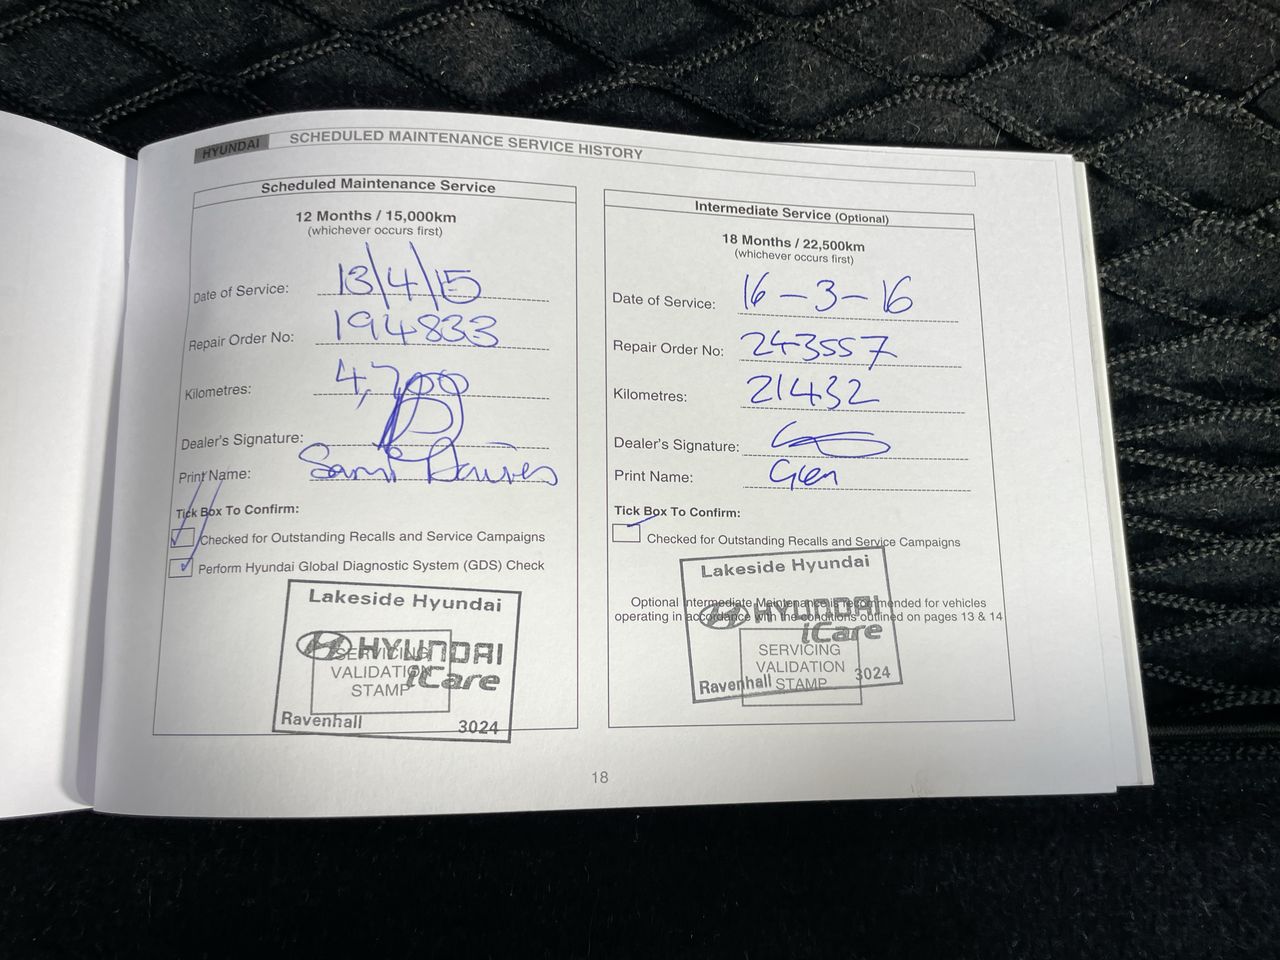 HYUNDAI SCHEDULED MAINTENANCE SERVICE HISTORY
Scheduled Maintenance Service
12 Months / 15,000km
(whichever occurs first)
Date of Service: 13/4/15
Repair Order No: 194833
Kilometres: 4,700
Dealer's Signature:
Print Name: Sami Davies
Tick Box To Confirm:
Checked for Outstanding Recalls and Service Campaigns
Perform Hyundai Global Diagnostic System (GDS) Check
Lakeside Hyundai
HYUNDAI
iCare
SERVICING
VALIDATION
STAMP
Ravenhall 3024
Intermediate Service (Optional)
18 Months / 22,500km
(whichever occurs first)
Date of Service: 16-3-16
Repair Order No: 243557
Kilometres: 21432
Dealer's Signature:
Print Name: Glen
Tick Box To Confirm:
Checked for Outstanding Recalls and Service Campaigns
Lakeside Hyundai
Optional Intermediate Maintenance is recommended for vehicles
operating in accordance with the conditions outlined on pages 13 & 14
HYUNDAI
iCare
SERVICING
VALIDATION
STAMP
Ravenhall 3024
18